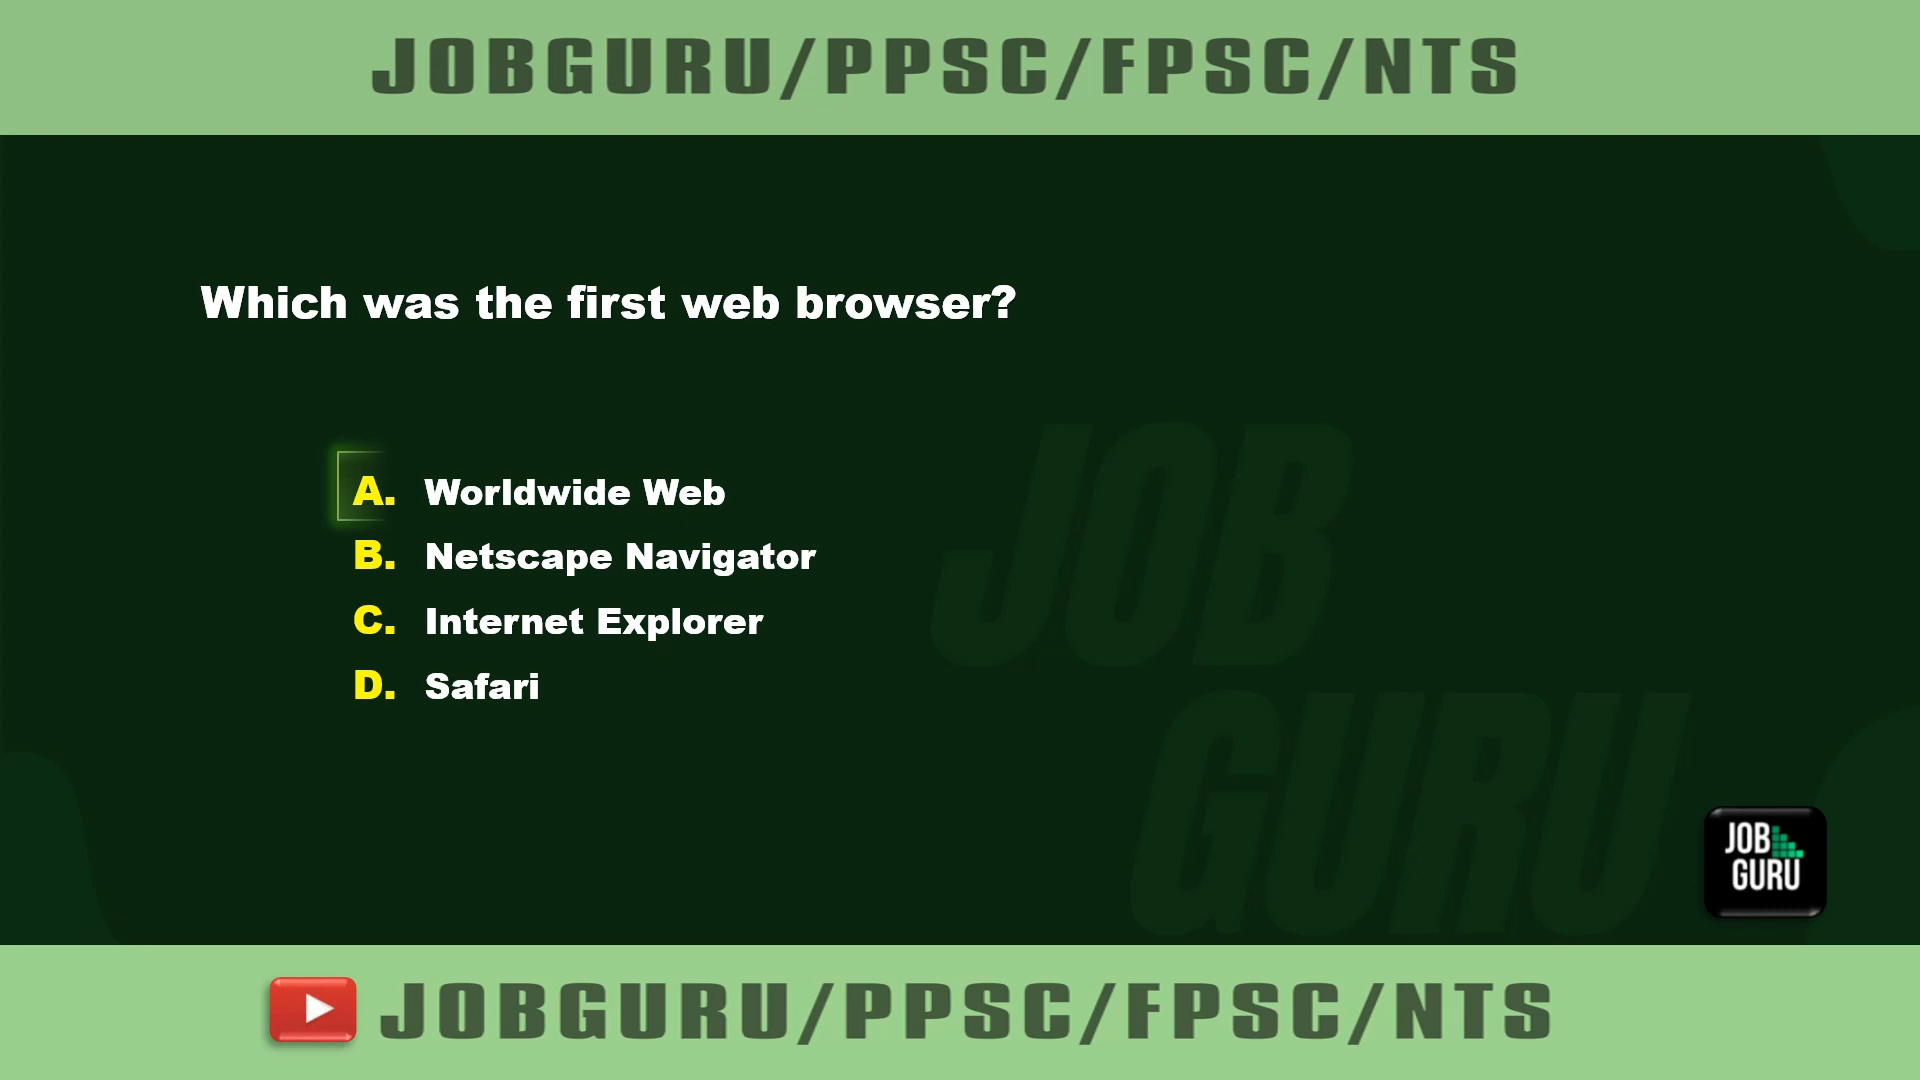 JOBGURU/PPSC/FPSC/NTS
Which was the first web browser?
A. Worldwide Web
B. Netscape Navigator
C. Internet Explorer
D. Safari
JOB
GURU
JOB
GURU
JOBGURU/PPSC/FPSC/NTS